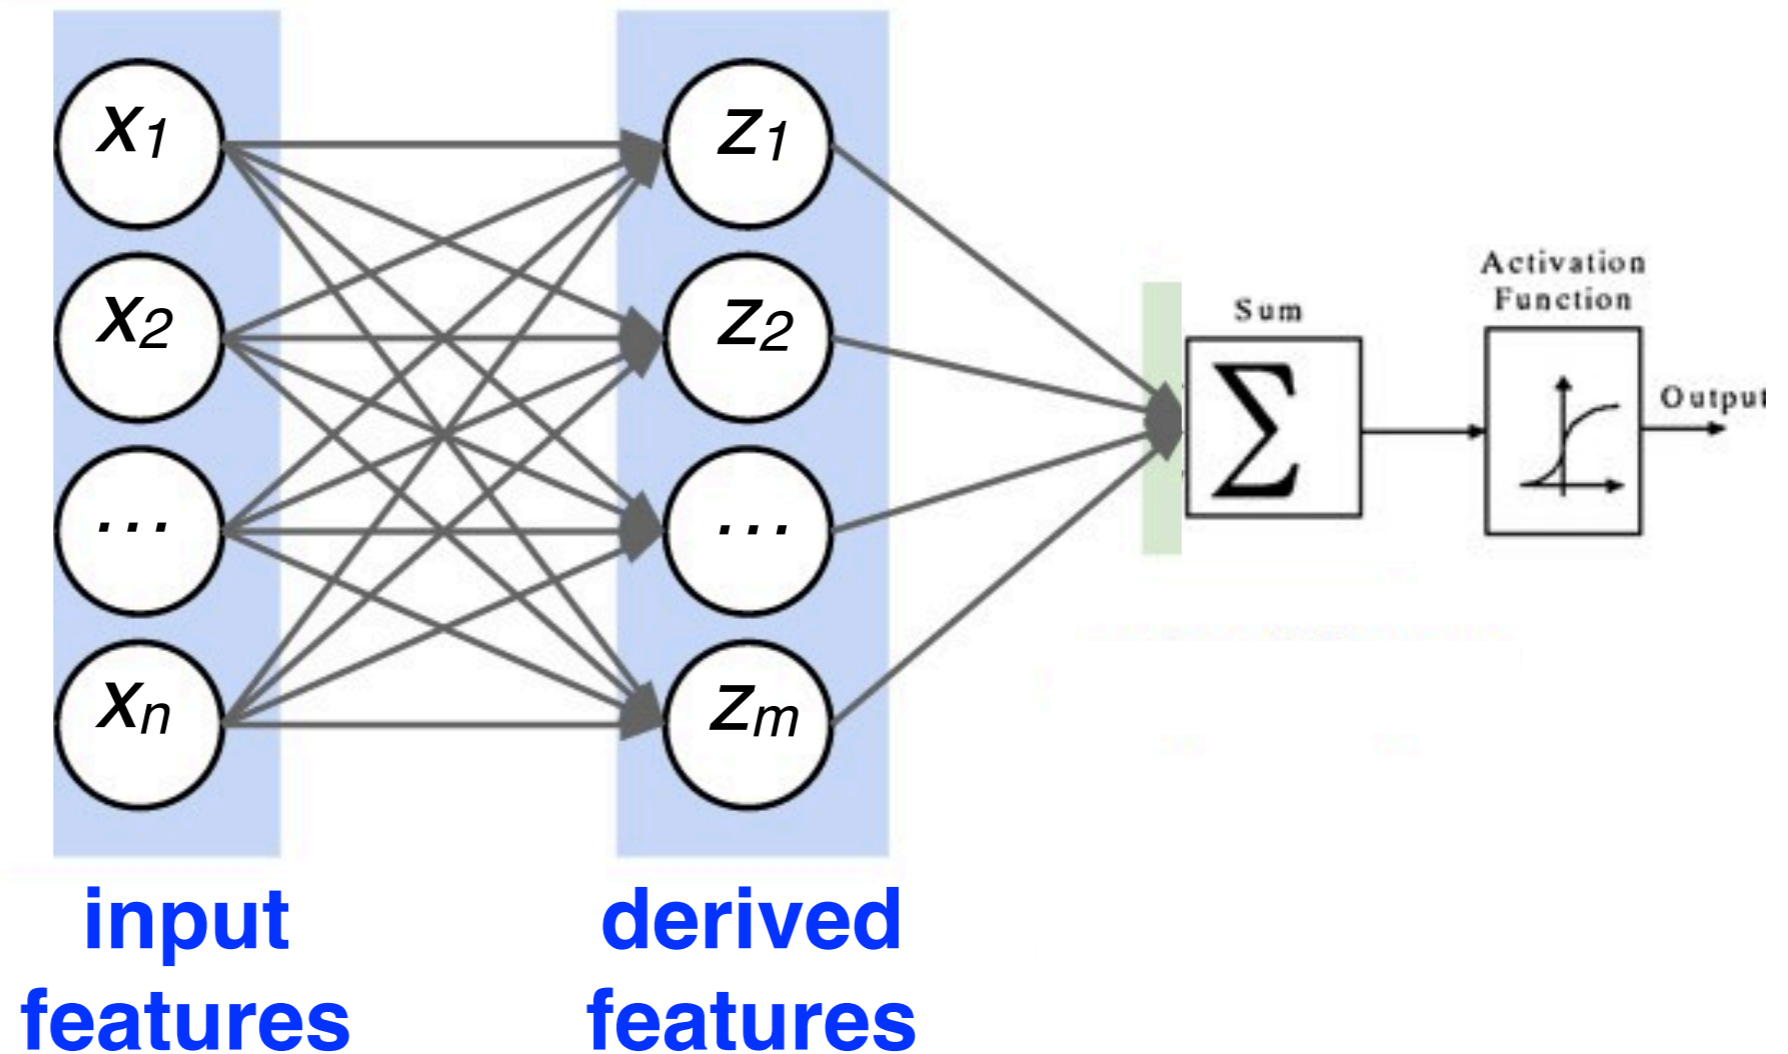 x1
z1
x2
z2
...
...
xn
zm
Sum
Σ
Activation
Function
Output
input
features
derived
features